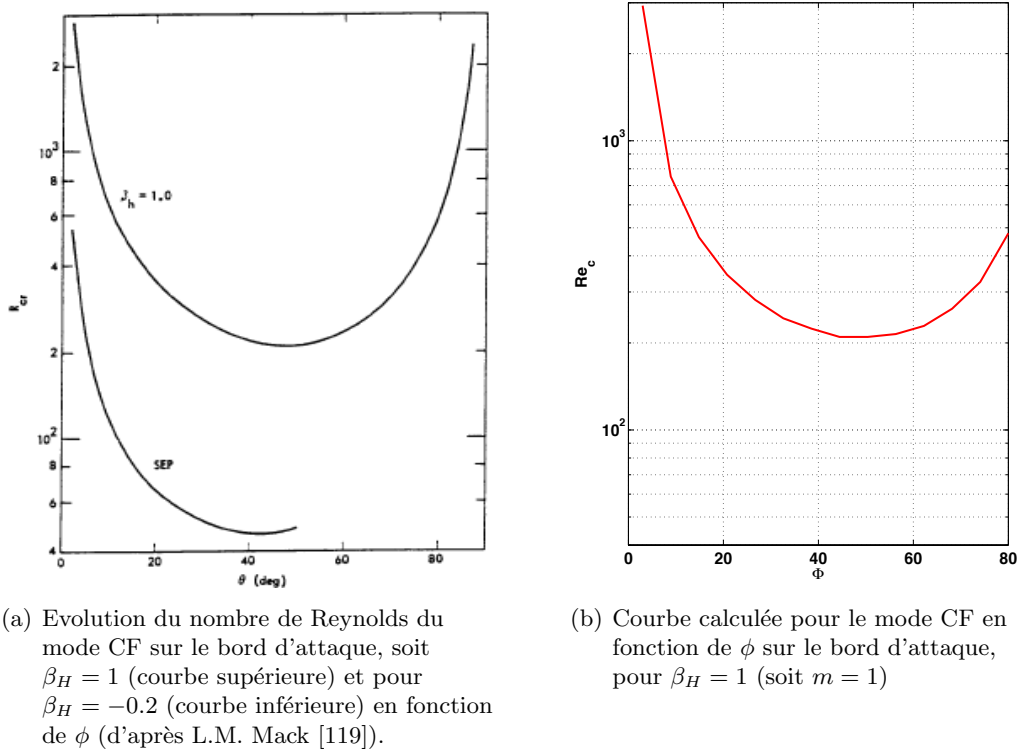 2
10³
8
6
4
2
10²
8
6
4
R_cr
β_h = 1.0
SEP
0 20 40 60 80
θ (deg)
10³
10²
Re_c
0 20 40 60 80
Φ
(a) Evolution du nombre de Reynolds du
mode CF sur le bord d'attaque, soit
β_H = 1 (courbe supérieure) et pour
β_H = −0.2 (courbe inférieure) en fonction
de ϕ (d'après L.M. Mack [119]).
(b) Courbe calculée pour le mode CF en
fonction de ϕ sur le bord d'attaque,
pour β_H = 1 (soit m = 1)